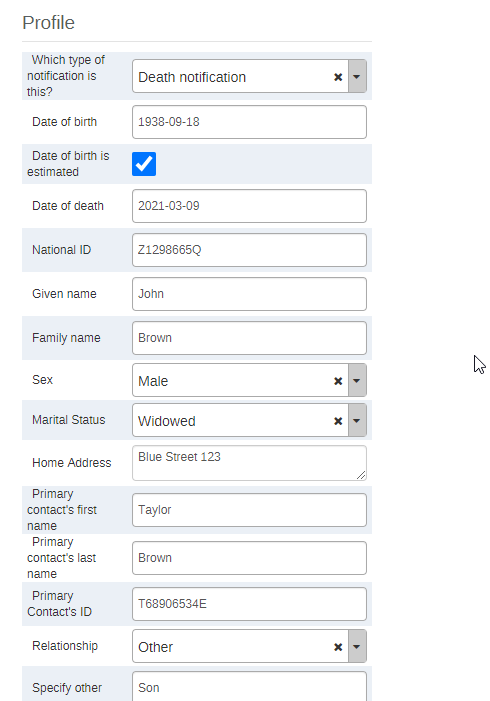 Profile
Which type of
notification is
this?
Death notification
Date of birth
1938-09-18
Date of birth is
estimated
Date of death
2021-03-09
National ID
Z1298665Q
Given name
John
Family name
Brown
Sex
Male
Marital Status
Widowed
Home Address
Blue Street 123
Primary
contact's first
name
Taylor
Primary
contact's last
name
Brown
Primary
Contact's ID
T68906534E
Relationship
Other
Specify other
Son